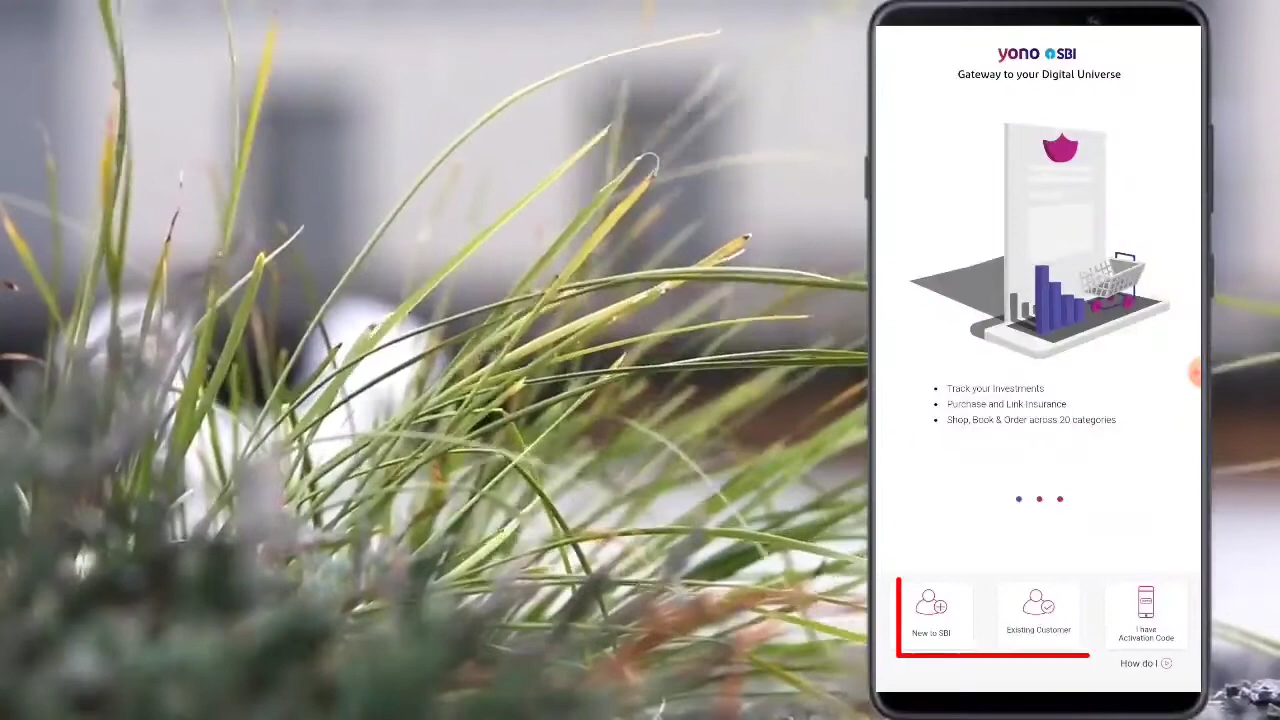 yono SBI
Gateway to your Digital Universe
Track your Investments
Purchase and Link Insurance
Shop, Book & Order across 20 categories
New to SBI
Existing Customer
I have
Activation Code
How do I